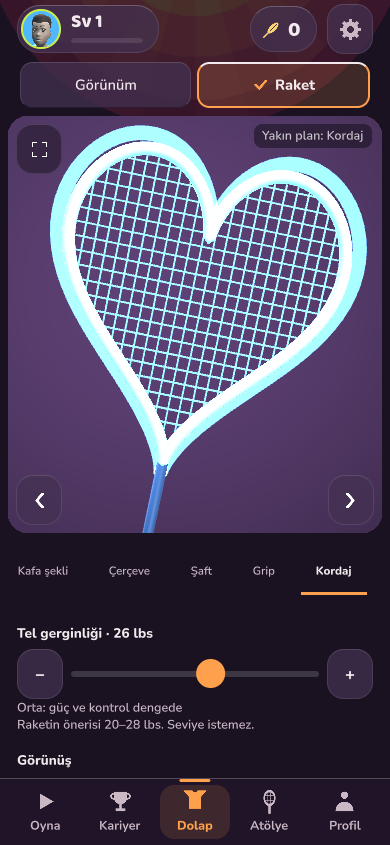 Sv 1
0
Görünüm
Raket
Yakın plan: Kordaj
Kafa şekli
Çerçeve
Şaft
Grip
Kordaj
Tel gerginliği · 26 lbs
Orta: güç ve kontrol dengede
Raketin önerisi 20–28 lbs. Seviye istemez.
Görünüş
Oyna
Kariyer
Dolap
Atölye
Profil